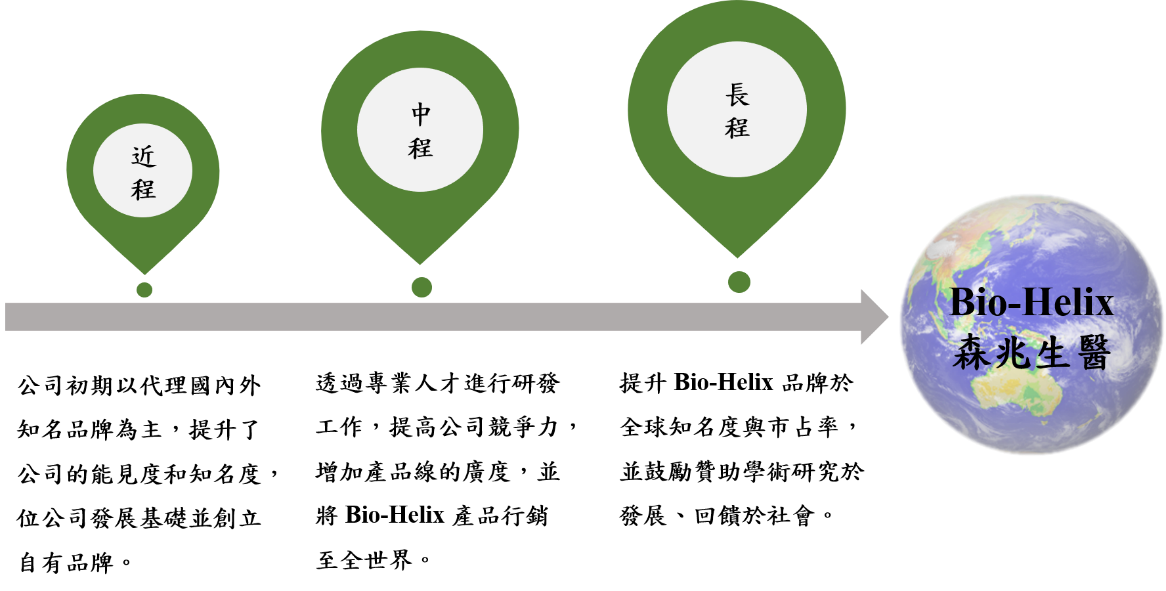 近
程
中
程
長
程
Bio-Helix
森兆生醫
公司初期以代理國內外
知名品牌為主，提升了
公司的能見度和知名度，
位公司發展基礎並創立
自有品牌。
透過專業人才進行研發
工作，提高公司競爭力，
增加產品線的廣度，並
將 Bio-Helix 產品行銷
至全世界。
提升 Bio-Helix 品牌於
全球知名度與市占率，
並鼓勵贊助學術研究於
發展、回饋於社會。